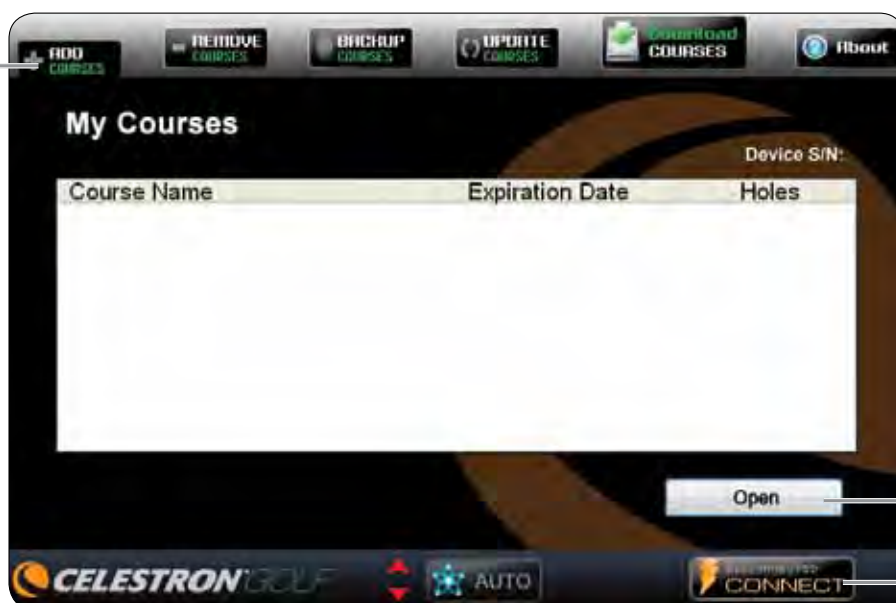 ADD
COURSES
REMOVE
COURSES
BACKUP
COURSES
UPDATE
COURSES
Download
COURSES
About
My Courses
Device S/N:
Course Name Expiration Date Holes
Open
CELESTRON GOLF
AUTO
CONNECT